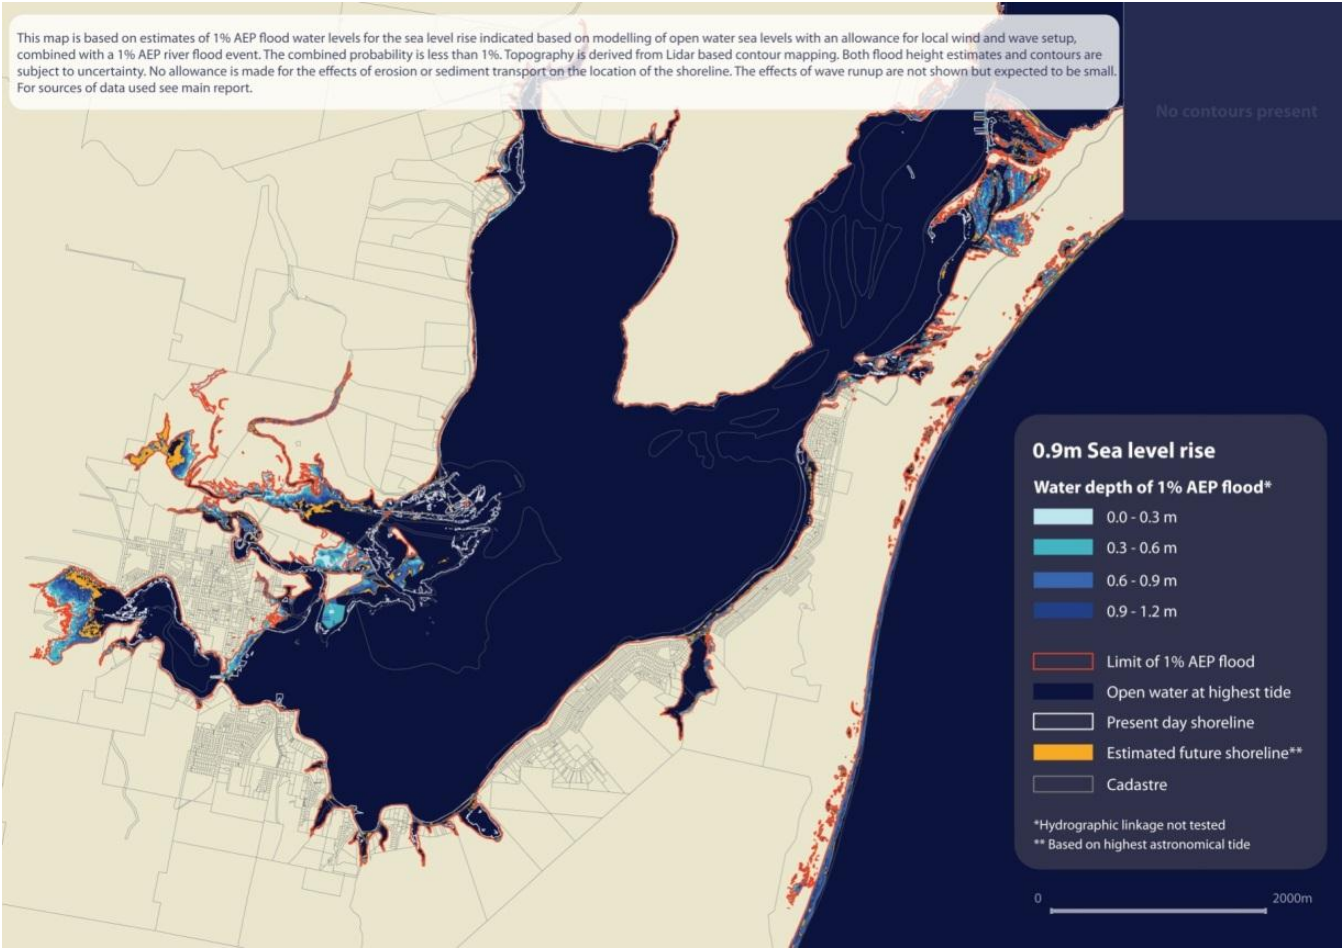 This map is based on estimates of 1% AEP flood water levels for the sea level rise indicated based on modelling of open water sea levels with an allowance for local wind and wave setup,
combined with a 1% AEP river flood event. The combined probability is less than 1%. Topography is derived from Lidar based contour mapping. Both flood height estimates and contours are
subject to uncertainty. No allowance is made for the effects of erosion or sediment transport on the location of the shoreline. The effects of wave runup are not shown but expected to be small.
For sources of data used see main report.
No contours present
0.9m Sea level rise
Water depth of 1% AEP flood*
0.0 - 0.3 m
0.3 - 0.6 m
0.6 - 0.9 m
0.9 - 1.2 m
Limit of 1% AEP flood
Open water at highest tide
Present day shoreline
Estimated future shoreline**
Cadastre
*Hydrographic linkage not tested
** Based on highest astronomical tide
0 2000m